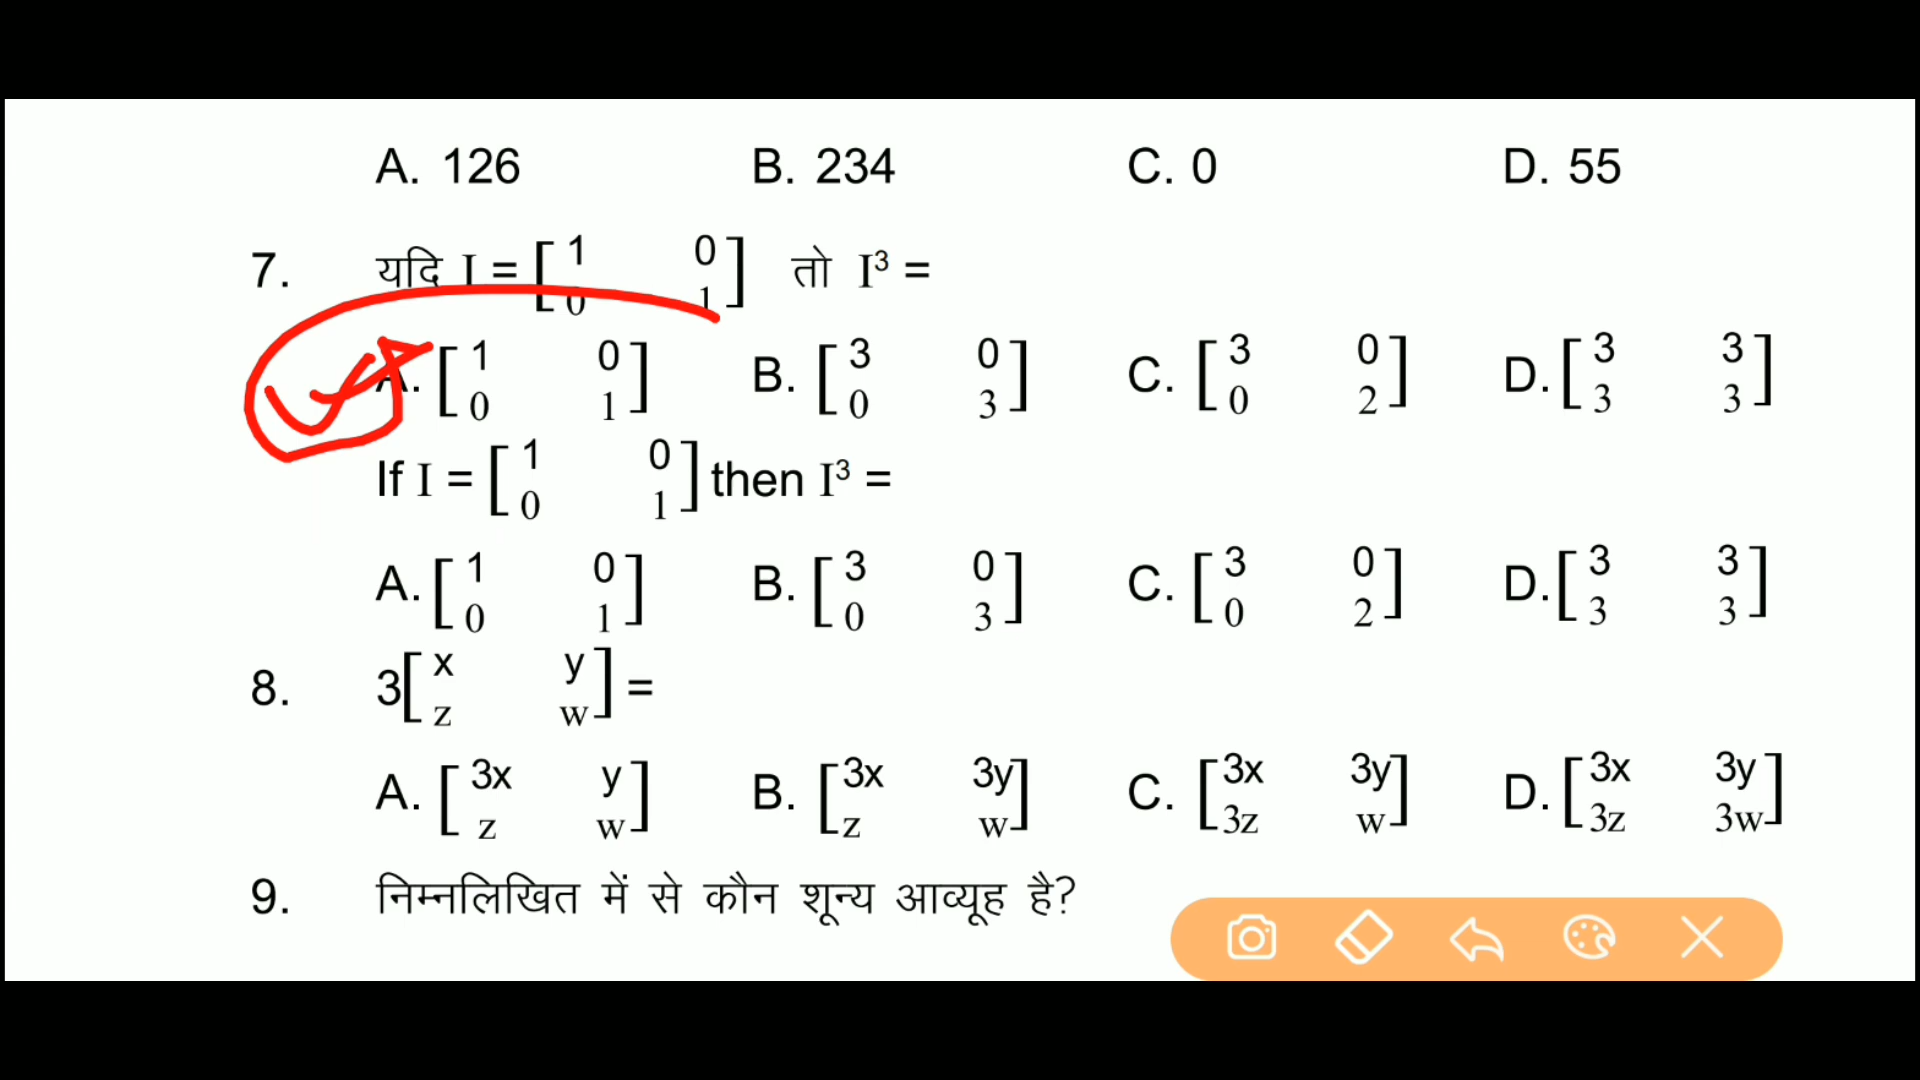 A. 126 B. 234 C. 0 D. 55
7. यदि I = [1 0 0 1] तो I³ =
A. [1 0 0 1] B. [3 0 0 3] C. [3 0 0 2] D. [3 3 3 3]
If I = [1 0 0 1] then I³ =
A. [1 0 0 1] B. [3 0 0 3] C. [3 0 0 2] D. [3 3 3 3]
8. 3[x y z w] =
A. [3x y z w] B. [3x 3y z w] C. [3x 3y 3z w] D. [3x 3y 3z 3w]
9. निम्नलिखित में से कौन शून्य आव्यूह है?